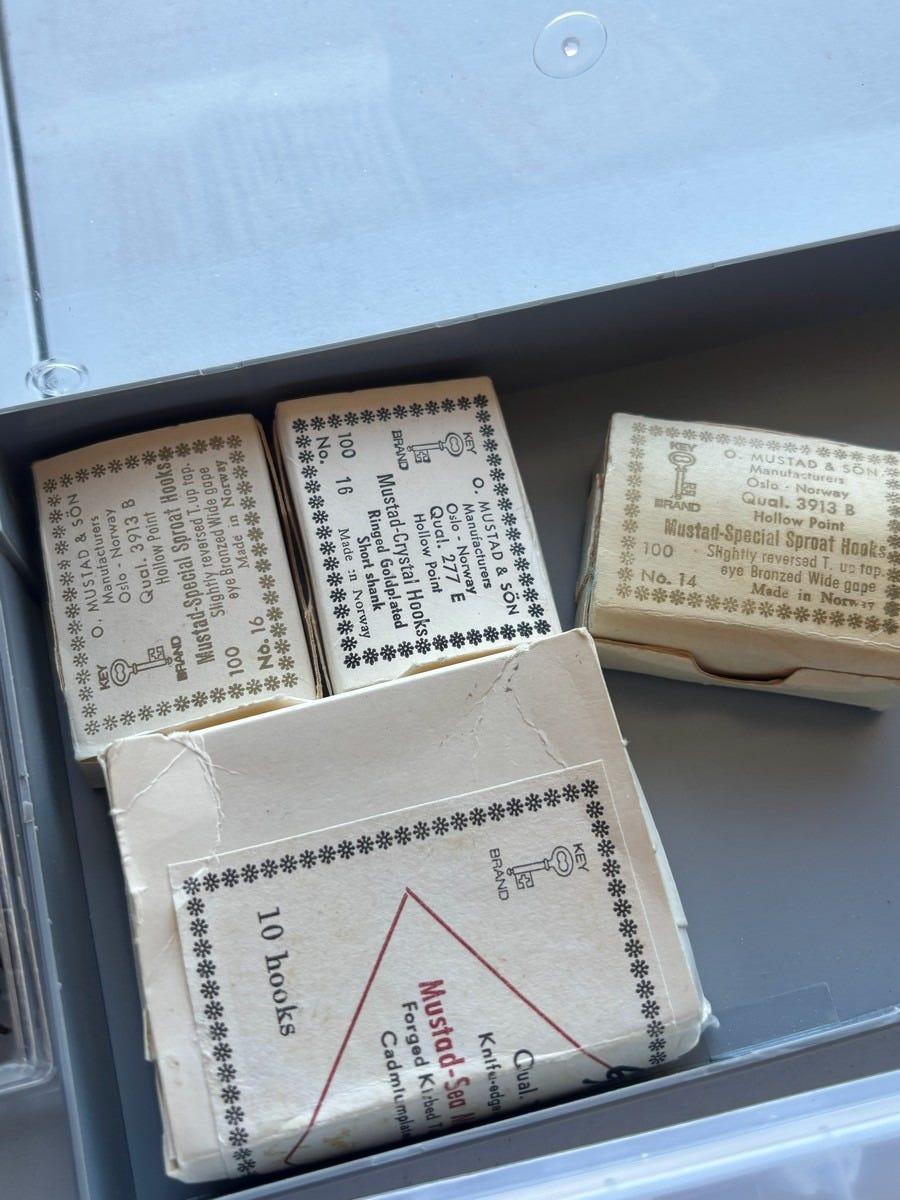 O. MUSTAD & SÖN
Manufacturers
Oslo - Norway
Qual. 3913 B
Hollow Point
Mustad-Special Sproat Hooks
Slightly reversed T. up tap.
eye bronzed Wide gape
Made in Norway
100
No. 16
KEY
BRAND
KEY
BRAND
O. MUSTAD & SÖN
Manufacturers
Oslo - Norway
Qual. 277 E
Hollow Point
Mustad-Crystal Hooks
Ringed Goldplated
Short shank
Made in Norway
100
No. 16
KEY
BRAND
O. MUSTAD & SÖN
Manufacturers
Oslo - Norway
Qual. 3913 B
Hollow Point
Mustad-Special Sproat Hooks
100
Slightly reversed T. up tap.
eye Bronzed Wide gape
No. 14
Made in Norway
KEY
BRAND
Qual.
Knife-edge
Mustad-Sea
Forged Kirbed
10 hooks